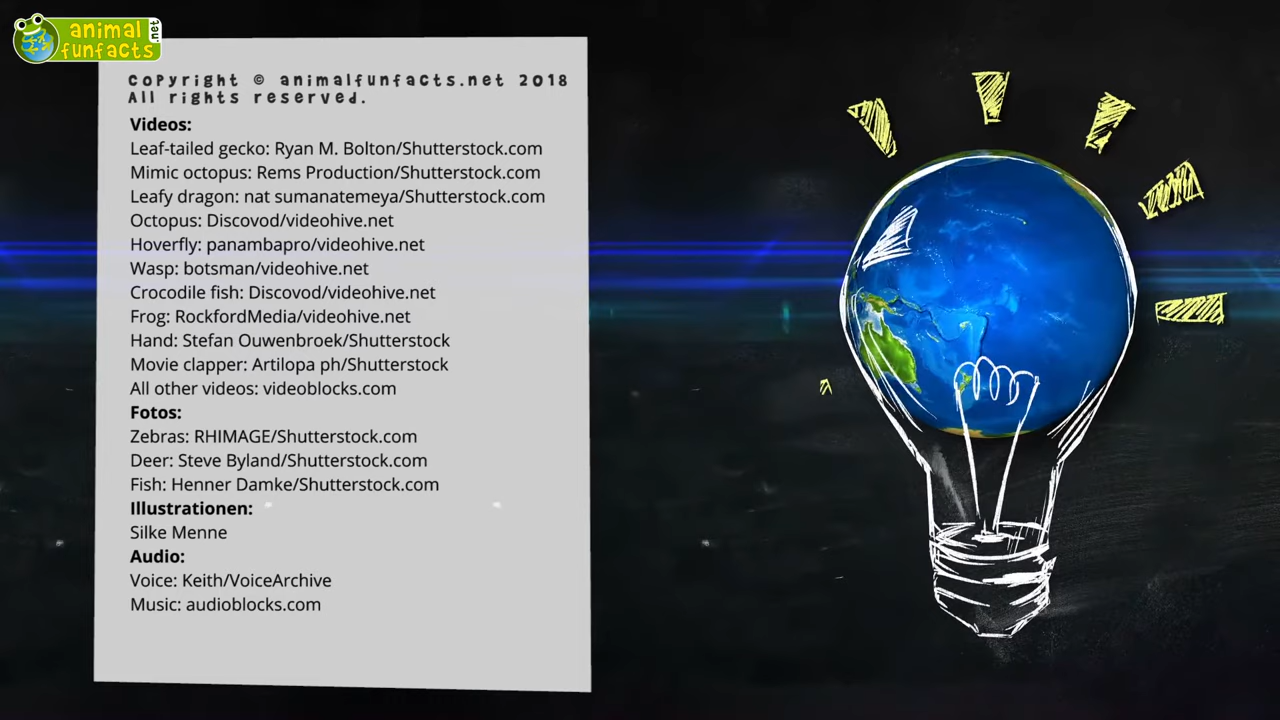 animal
funfacts
.net
Copyright © animalfunfacts.net 2018
All rights reserved.
Videos:
Leaf-tailed gecko: Ryan M. Bolton/Shutterstock.com
Mimic octopus: Rems Production/Shutterstock.com
Leafy dragon: nat sumanatemeya/Shutterstock.com
Octopus: Discovod/videohive.net
Hoverfly: panambapro/videohive.net
Wasp: botsman/videohive.net
Crocodile fish: Discovod/videohive.net
Frog: RockfordMedia/videohive.net
Hand: Stefan Ouwenbroek/Shutterstock
Movie clapper: Artilopa ph/Shutterstock
All other videos: videoblocks.com
Fotos:
Zebras: RHIMAGE/Shutterstock.com
Deer: Steve Byland/Shutterstock.com
Fish: Henner Damke/Shutterstock.com
Illustrationen:
Silke Menne
Audio:
Voice: Keith/VoiceArchive
Music: audioblocks.com